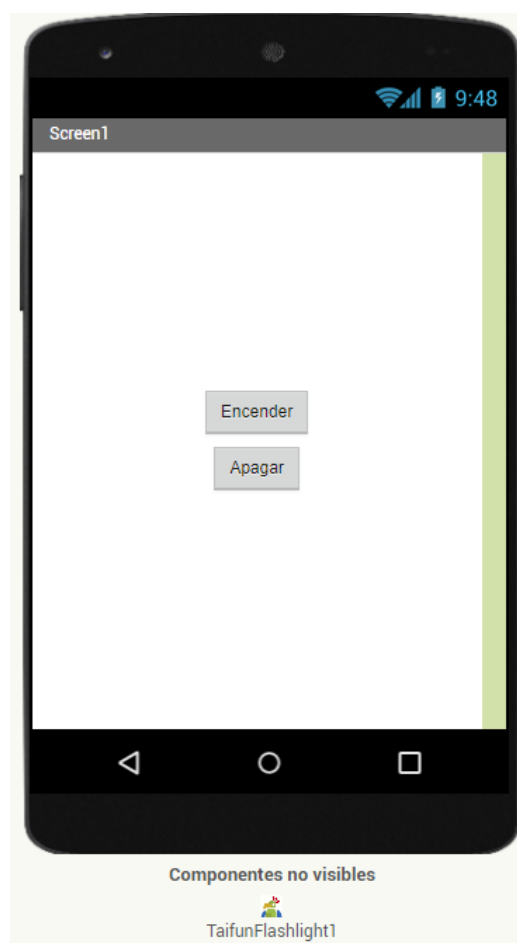 9:48
Screen1
Encender
Apagar
Componentes no visibles
TaifunFlashlight1